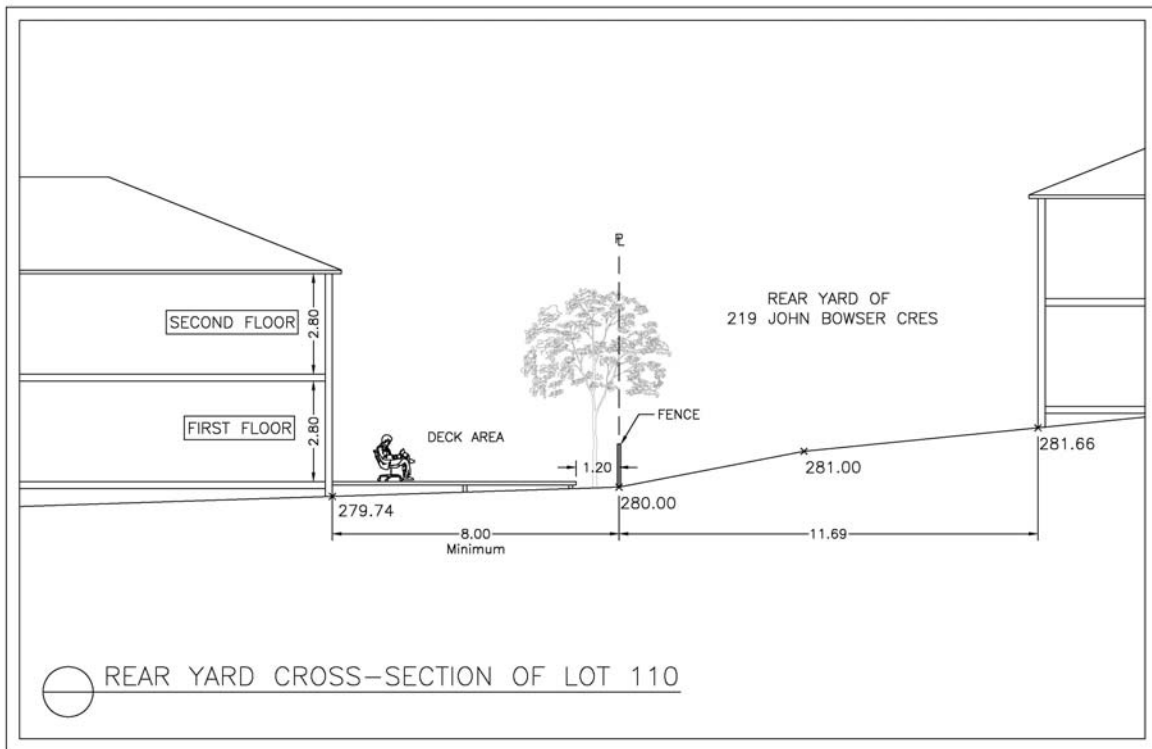 ℄
REAR YARD OF
219 JOHN BOWSER CRES
SECOND FLOOR
2.80
FIRST FLOOR
2.80
DECK AREA
FENCE
1.20
279.74
280.00
281.00
281.66
8.00
Minimum
11.69
REAR YARD CROSS-SECTION OF LOT 110